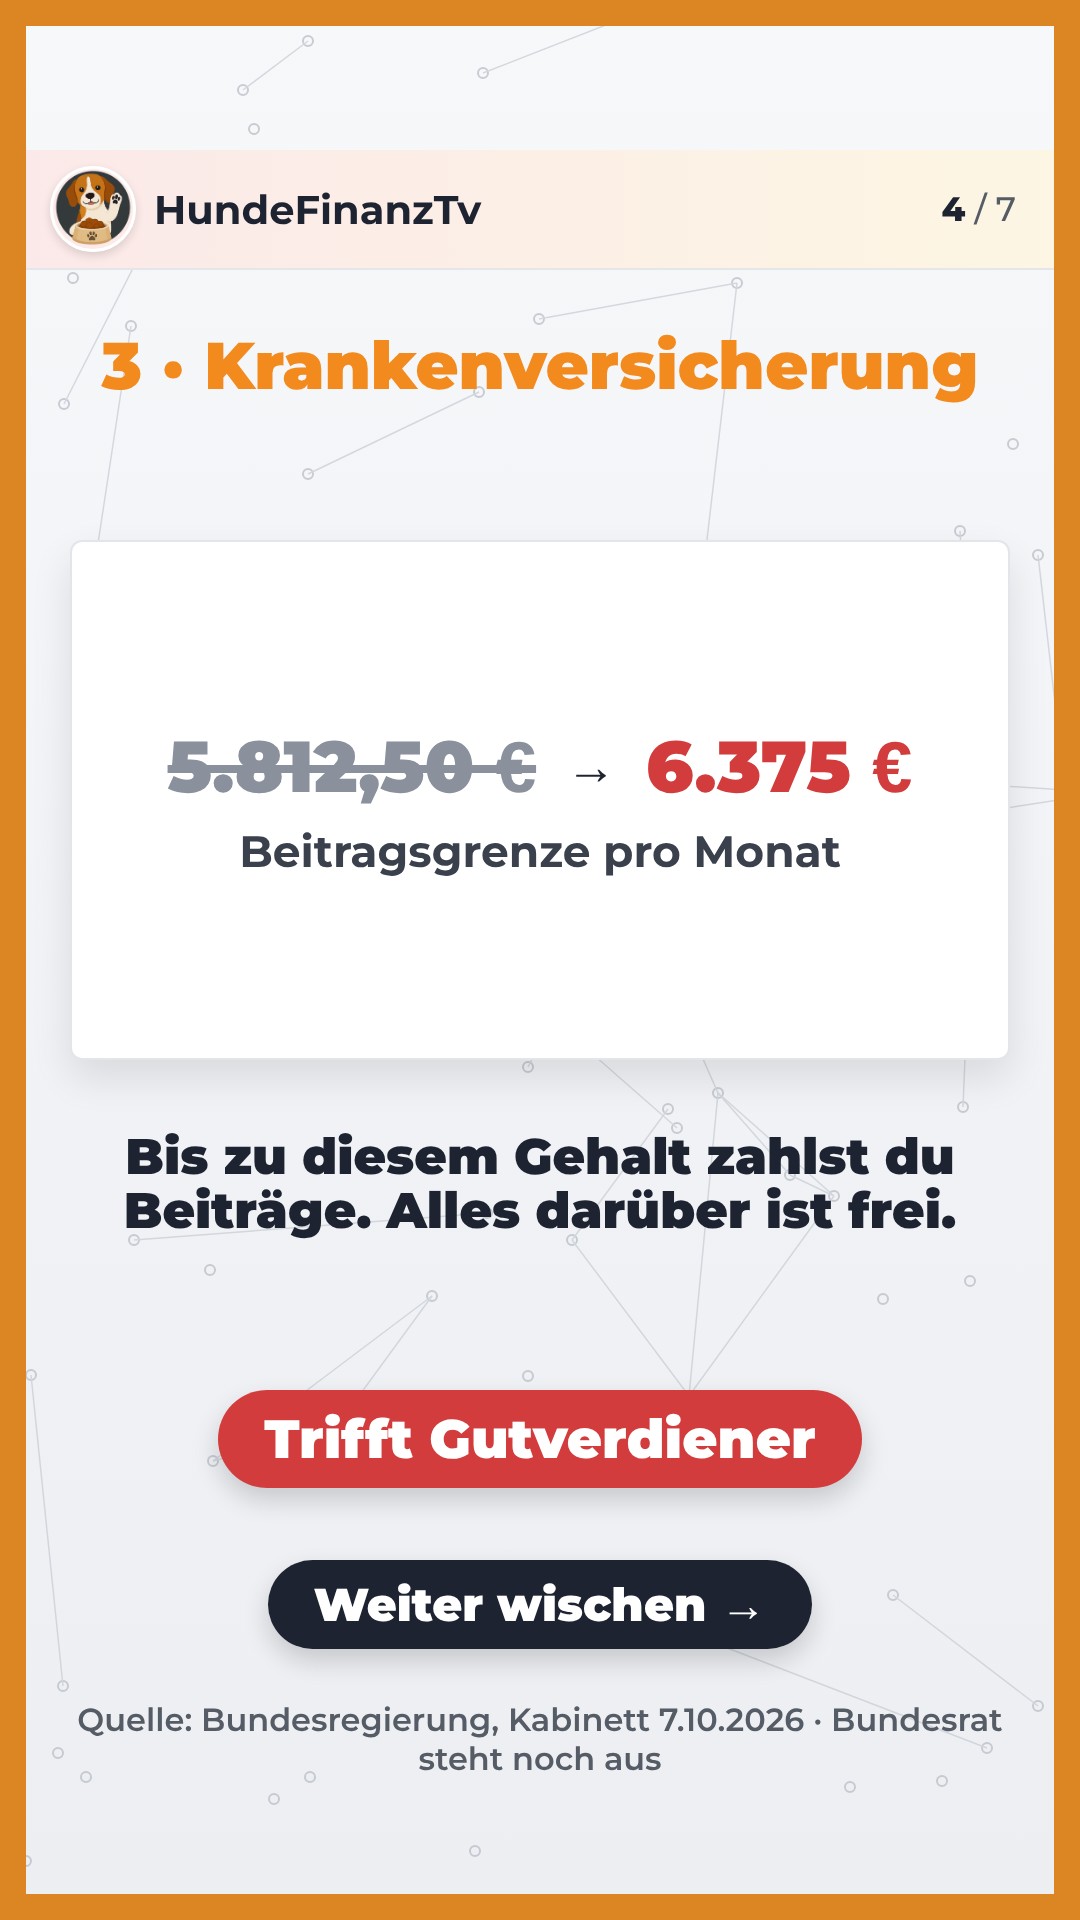 HundeFinanzTv
4 / 7
3 · Krankenversicherung
5.812,50 € → 6.375 €
Beitragsgrenze pro Monat
Bis zu diesem Gehalt zahlst du
Beiträge. Alles darüber ist frei.
Trifft Gutverdiener
Weiter wischen →
Quelle: Bundesregierung, Kabinett 7.10.2026 · Bundesrat
steht noch aus